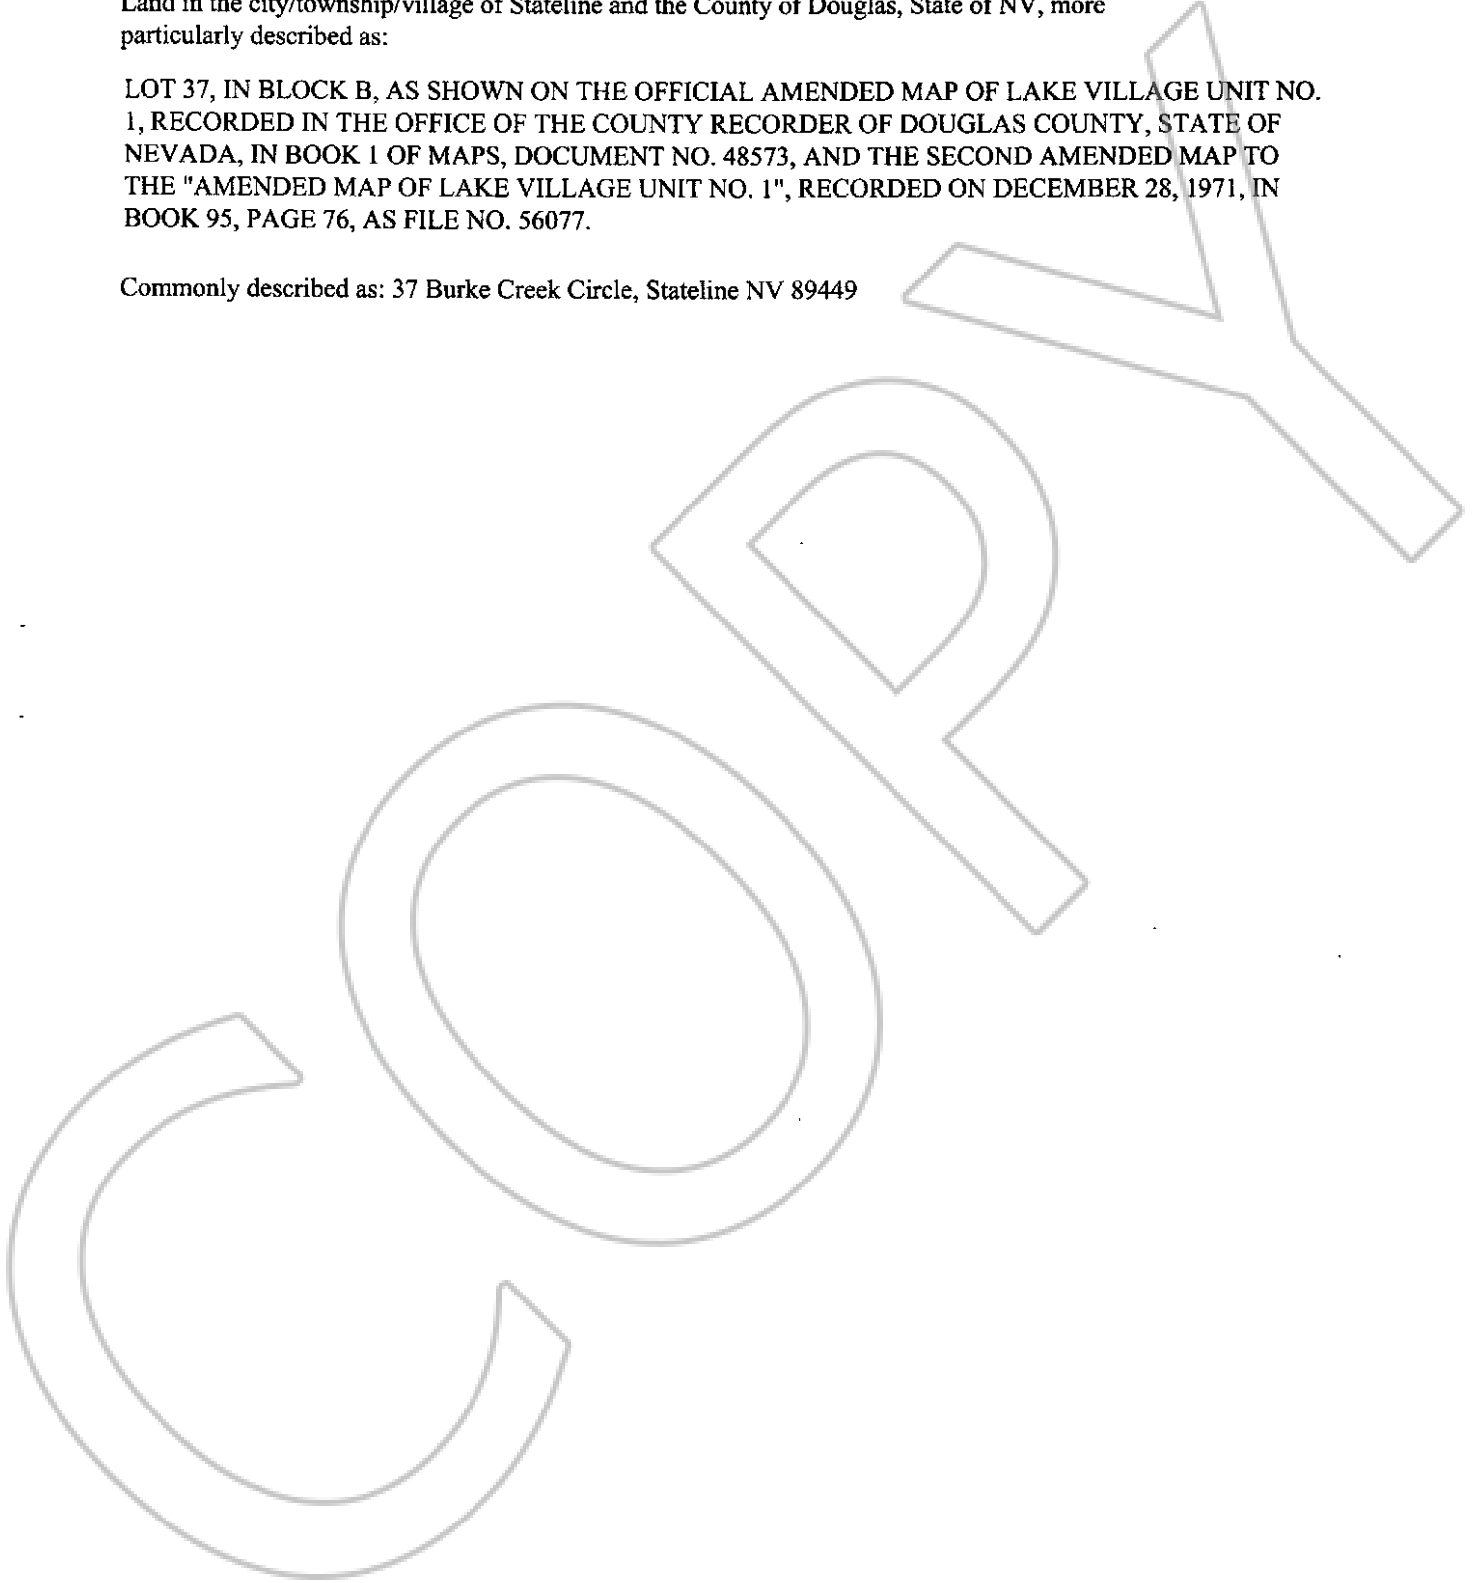 Land in the city/township/village of Stateline and the County of Douglas, State of NV, more
particularly described as:
LOT 37, IN BLOCK B, AS SHOWN ON THE OFFICIAL AMENDED MAP OF LAKE VILLAGE UNIT NO.
1, RECORDED IN THE OFFICE OF THE COUNTY RECORDER OF DOUGLAS COUNTY, STATE OF
NEVADA, IN BOOK 1 OF MAPS, DOCUMENT NO. 48573, AND THE SECOND AMENDED MAP TO
THE "AMENDED MAP OF LAKE VILLAGE UNIT NO. 1", RECORDED ON DECEMBER 28, 1971, IN
BOOK 95, PAGE 76, AS FILE NO. 56077.
Commonly described as: 37 Burke Creek Circle, Stateline NV 89449
COPY